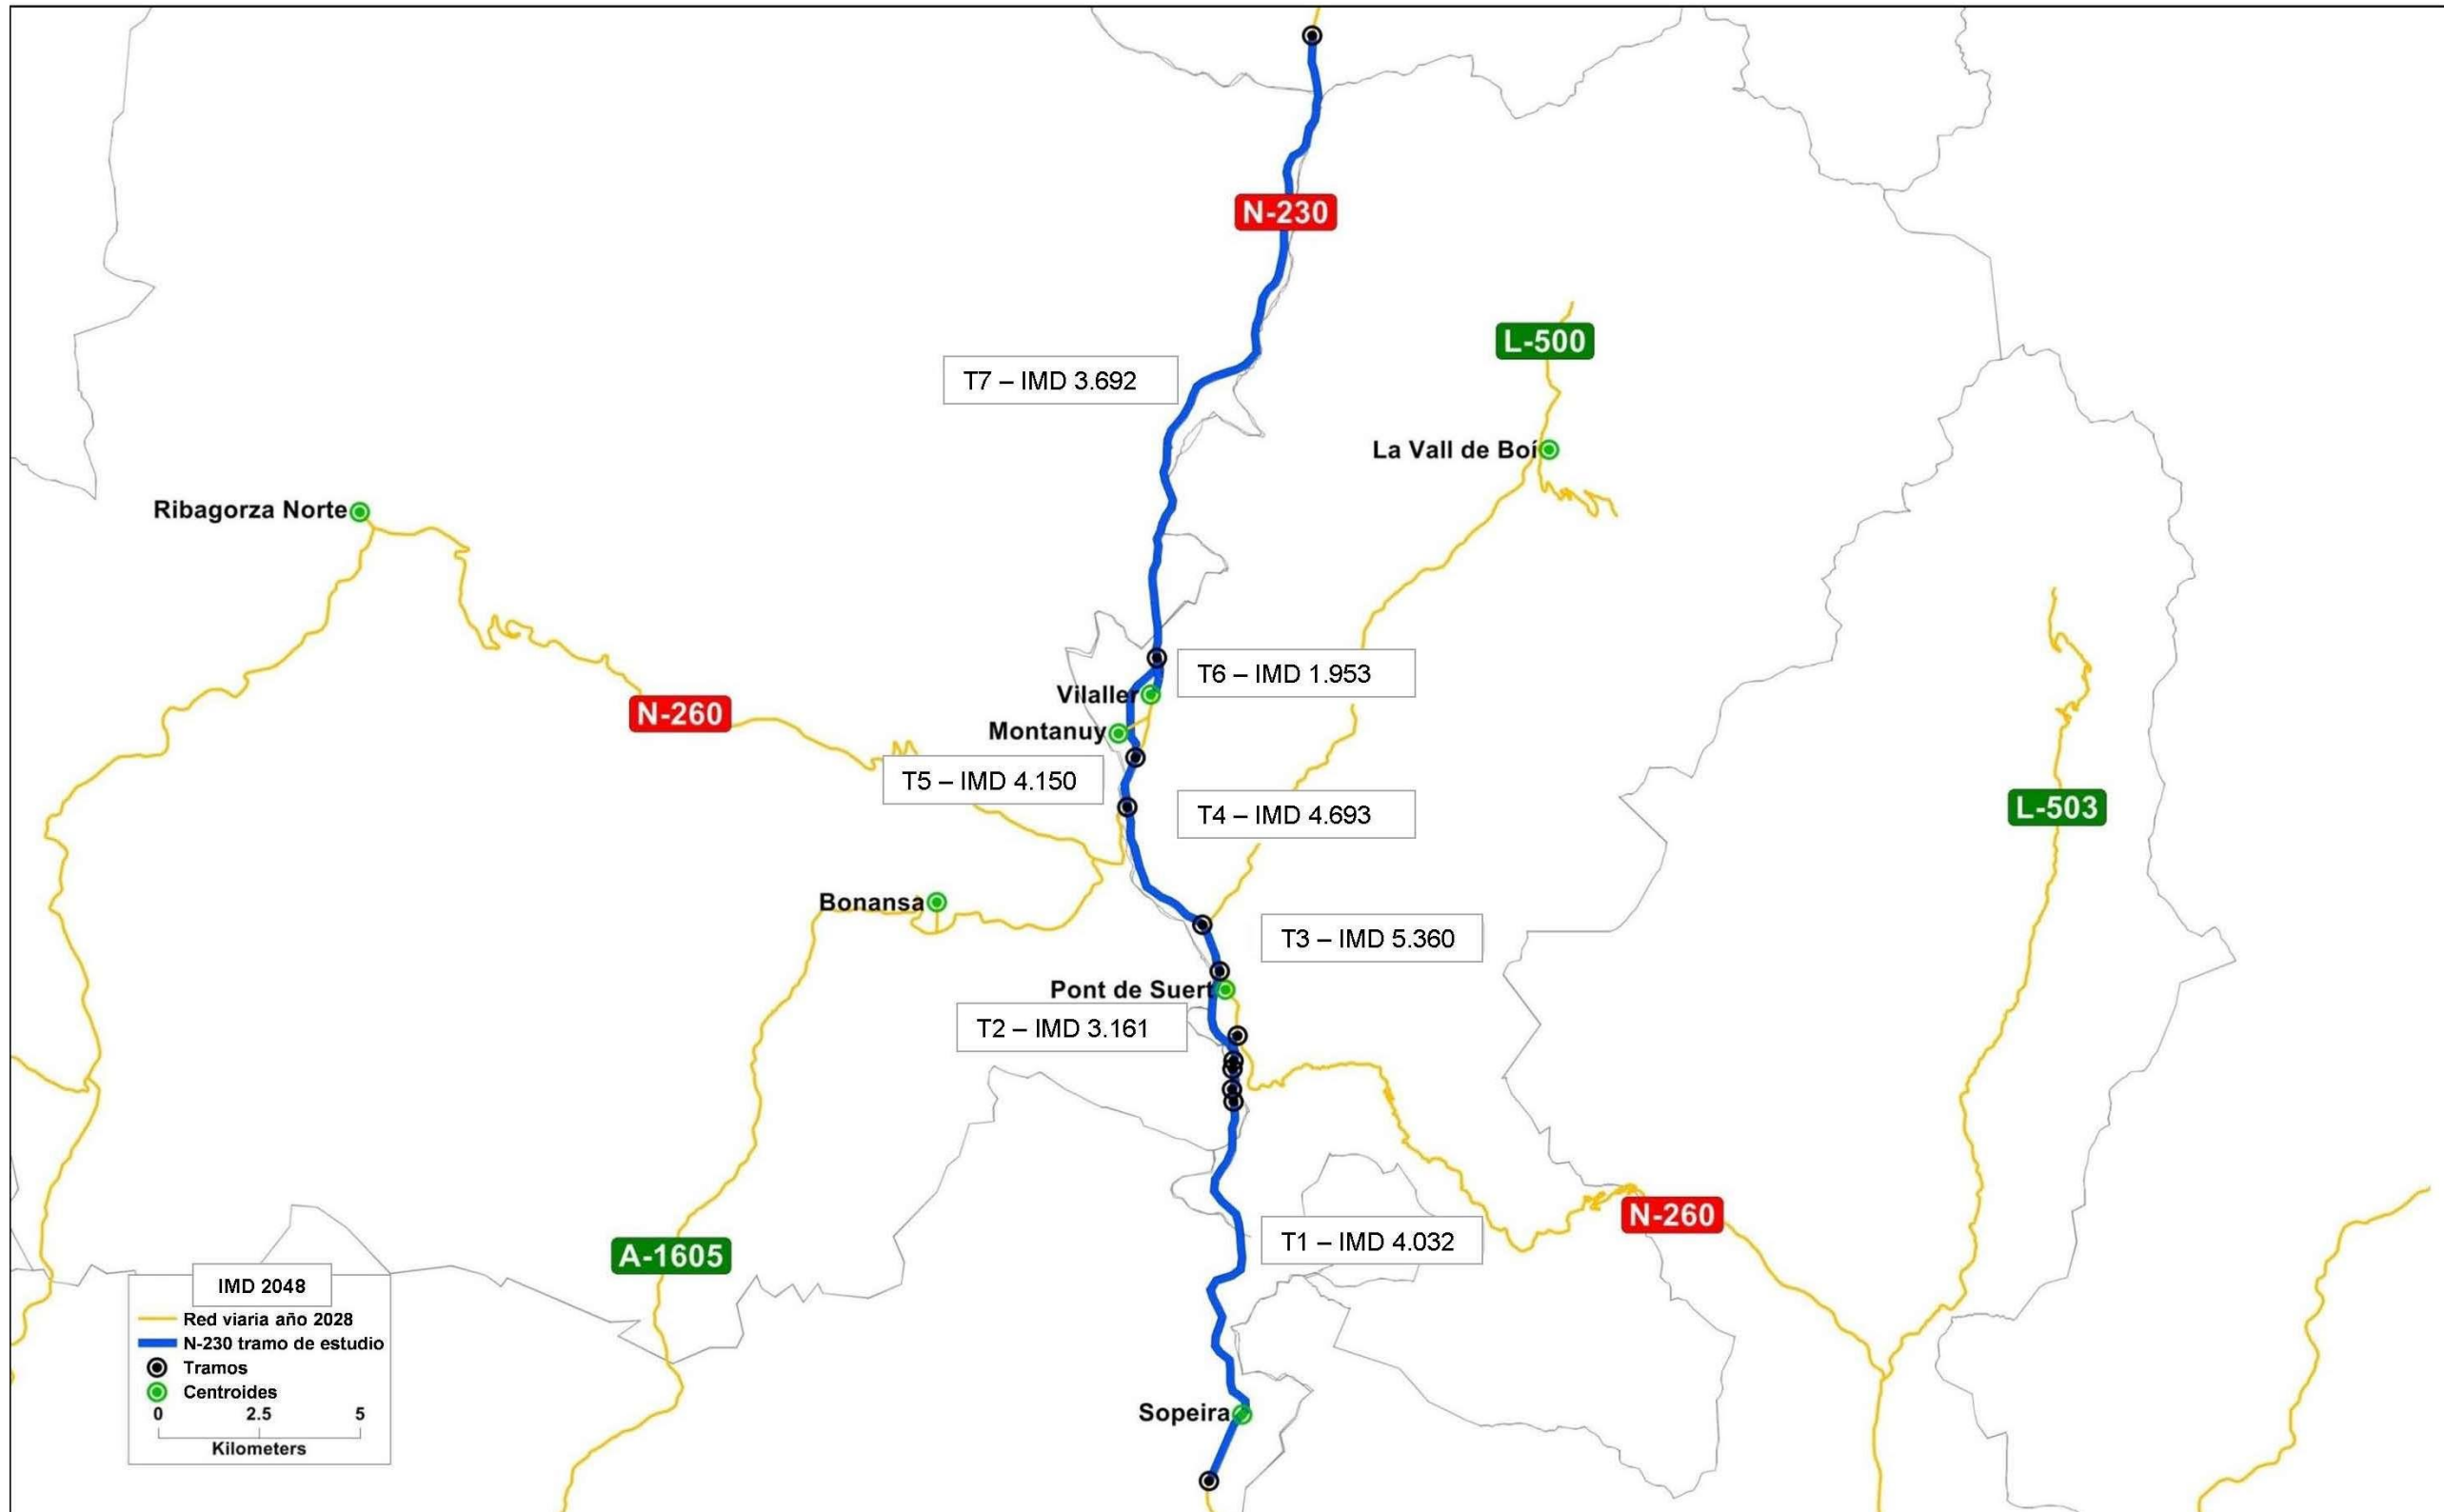 N-230
L-500
T7 – IMD 3.692
La Vall de Boí
Ribagorza Norte
T6 – IMD 1.953
Vilaller
N-260
Montanuy
T5 – IMD 4.150
L-503
T4 – IMD 4.693
Bonansa
T3 – IMD 5.360
Pont de Suert
T2 – IMD 3.161
N-260
T1 – IMD 4.032
A-1605
IMD 2048
Red viaria año 2028
N-230 tramo de estudio
Tramos
Centroides
0 2.5 5
Kilometers
Sopeira